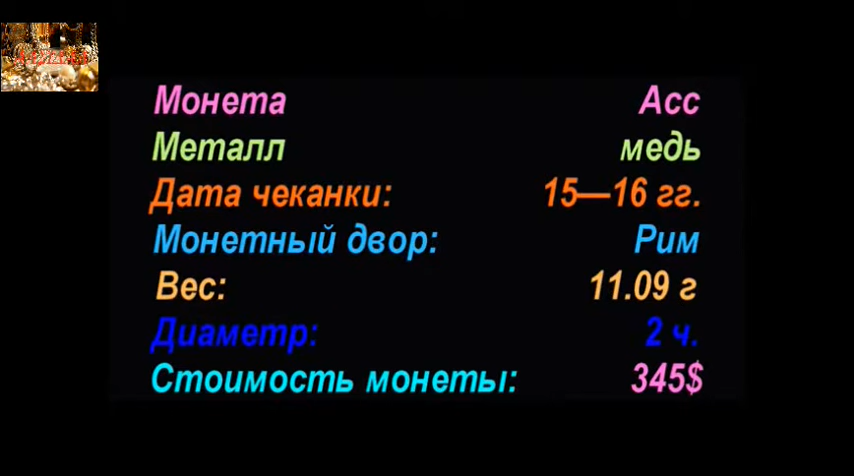 Монета Асс
Металл медь
Дата чеканки: 15—16 гг.
Монетный двор: Рим
Вес: 11.09 г
Диаметр: 2 ч.
Стоимость монеты: 345$